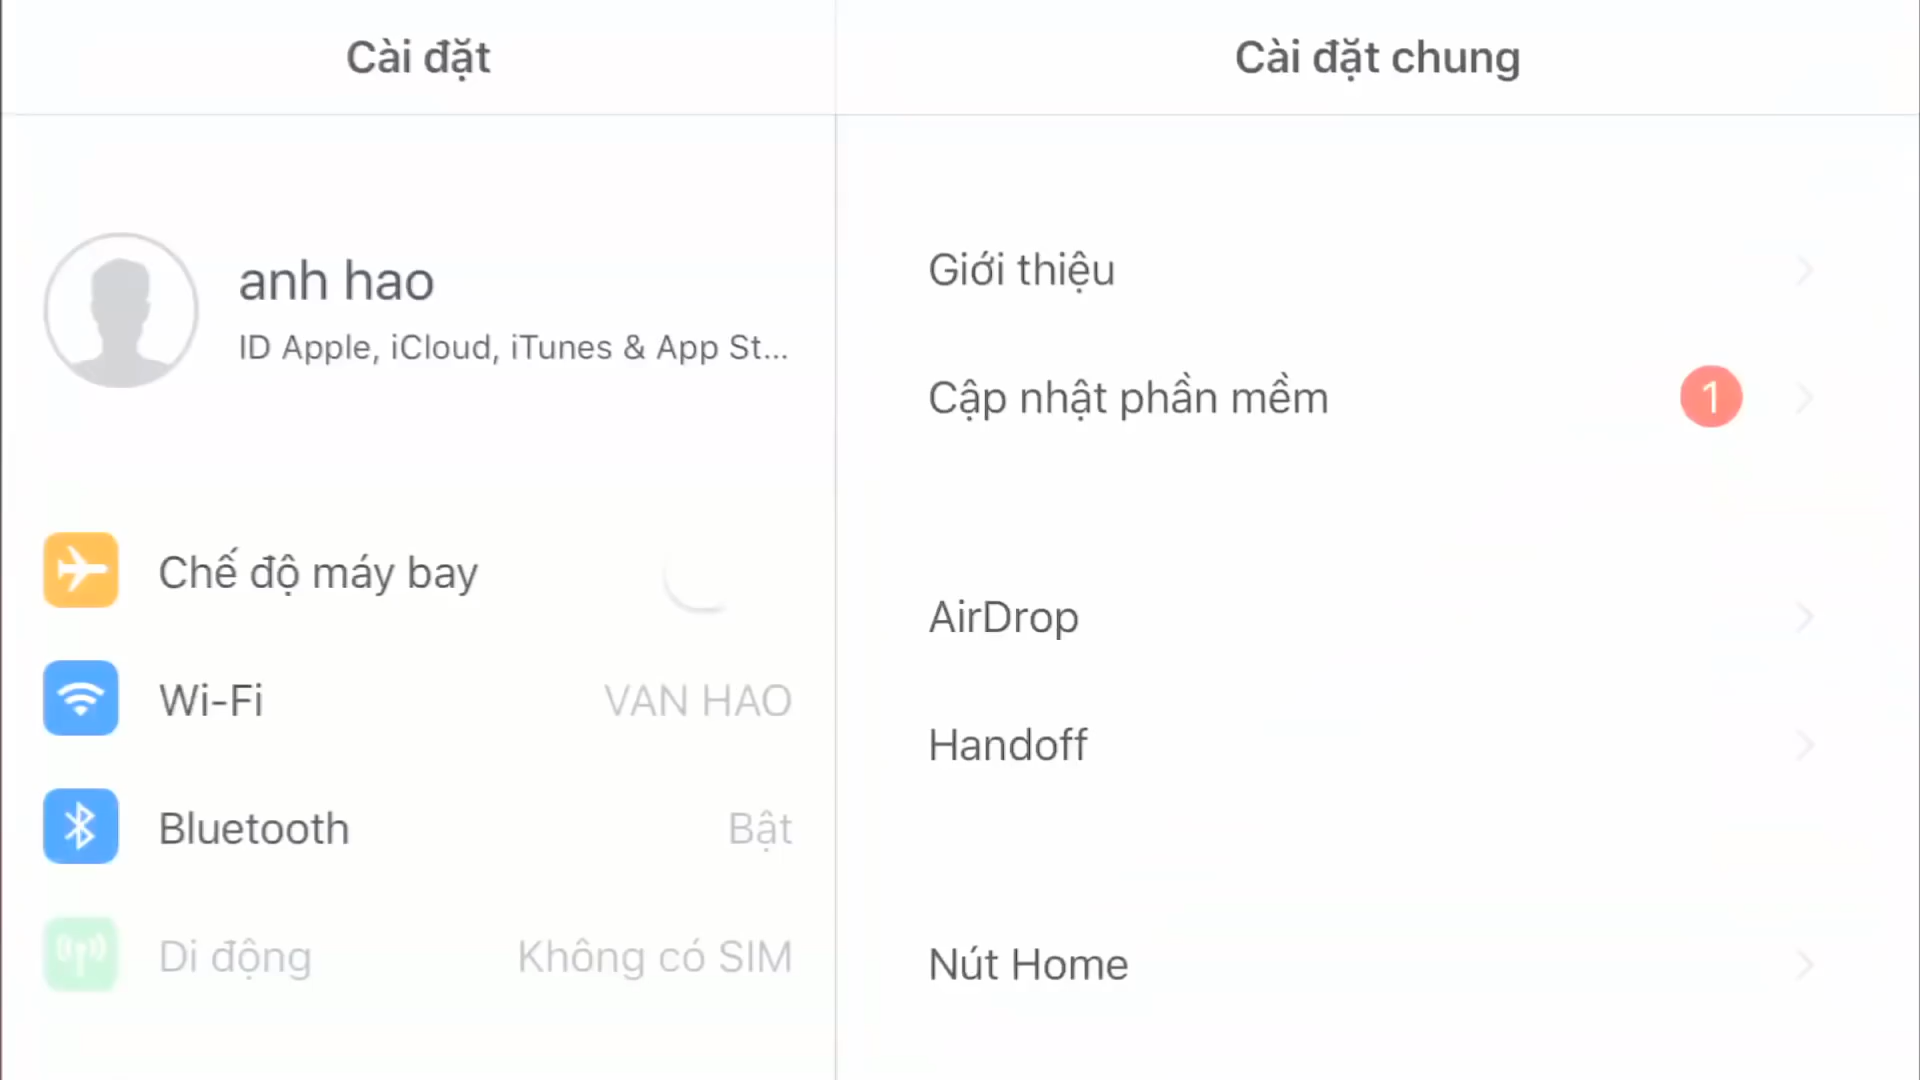 Cài đặt
anh hao
ID Apple, iCloud, iTunes & App St...
Chế độ máy bay
Wi-Fi VAN HAO
Bluetooth Bật
Di động Không có SIM
Cài đặt chung
Giới thiệu
Cập nhật phần mềm 1
AirDrop
Handoff
Nút Home